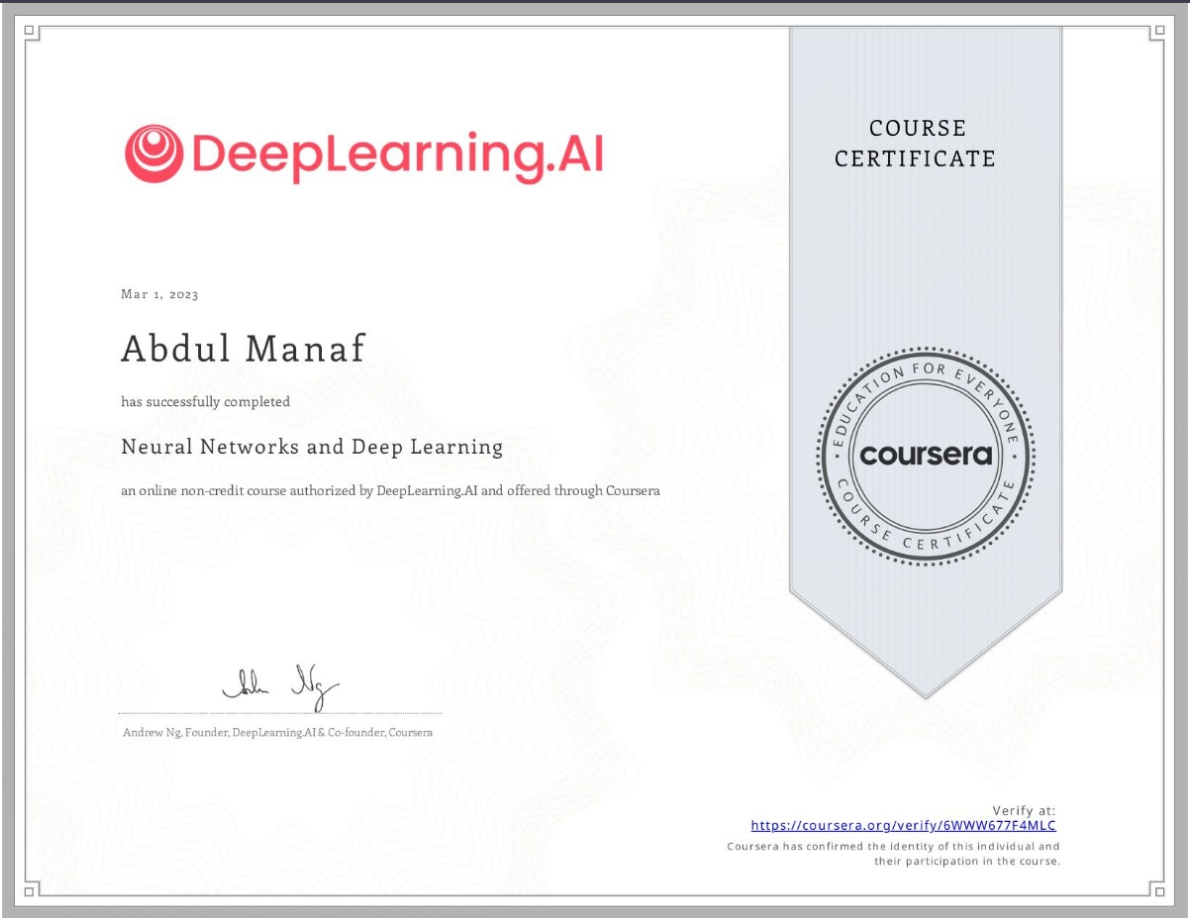 DeepLearning.AI
COURSE
CERTIFICATE
Mar 1, 2023
Abdul Manaf
has successfully completed
Neural Networks and Deep Learning
an online non-credit course authorized by DeepLearning.AI and offered through Coursera
EDUCATION FOR EVERYONE
coursera
COURSE CERTIFICATE
Andrew Ng, Founder, DeepLearning.AI & Co-founder, Coursera
Verify at:
https://coursera.org/verify/6WWW677F4MLC
Coursera has confirmed the identity of this individual and
their participation in the course.